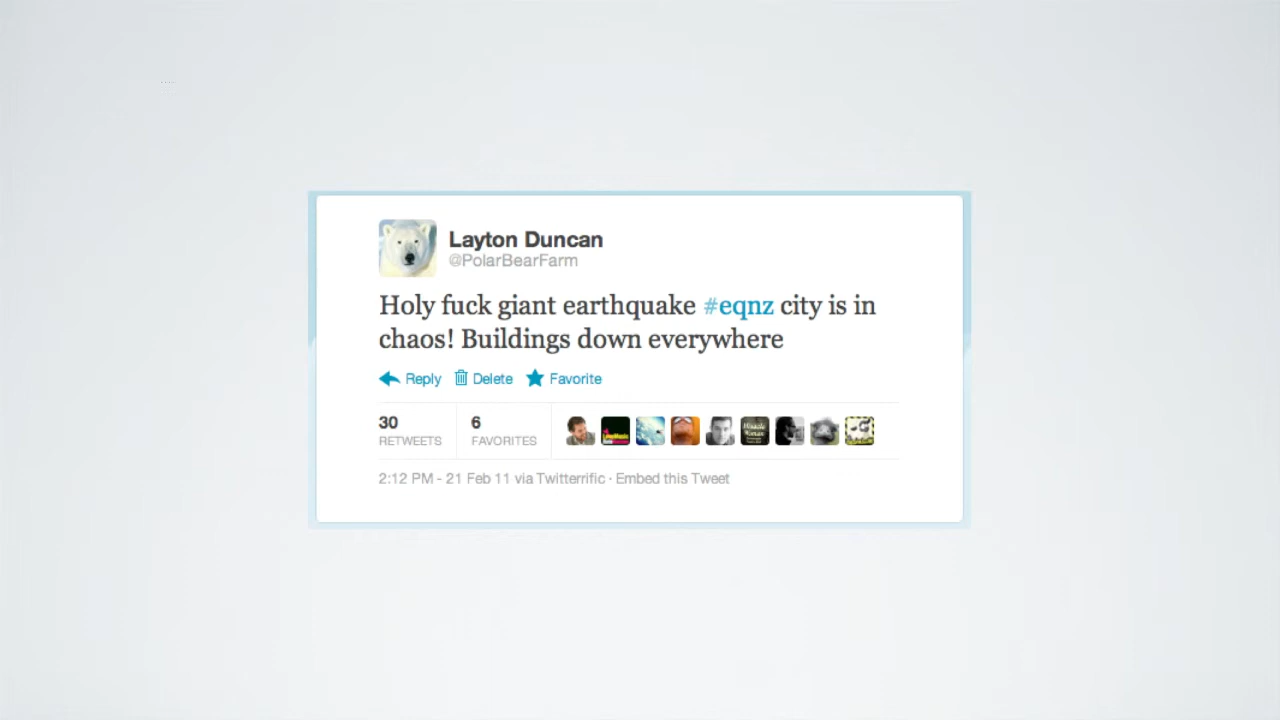 Layton Duncan
@PolarBearFarm
Holy fuck giant earthquake #eqnz city is in
chaos! Buildings down everywhere
Reply Delete Favorite
30 6
RETWEETS FAVORITES
2:12 PM - 21 Feb 11 via Twitterrific · Embed this Tweet